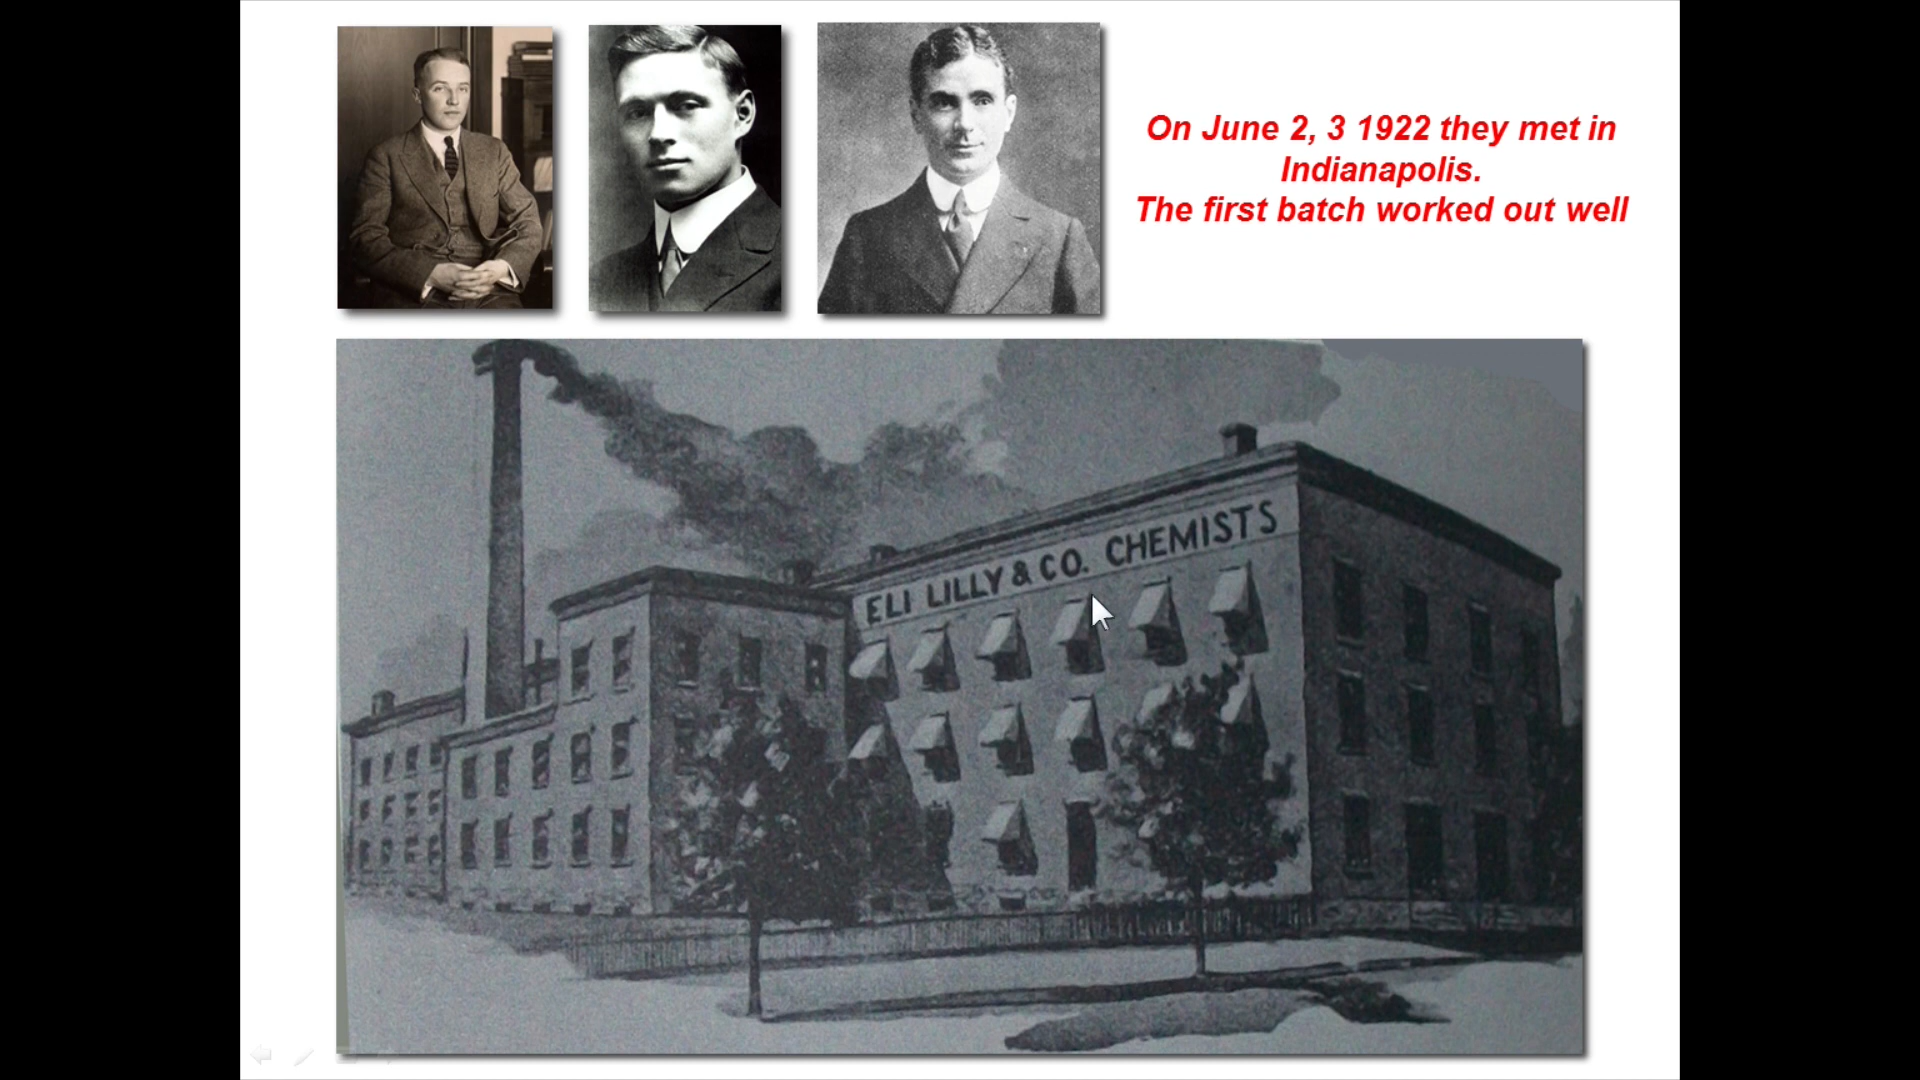 On June 2, 3 1922 they met in
Indianapolis.
The first batch worked out well
ELI LILLY & CO. CHEMISTS